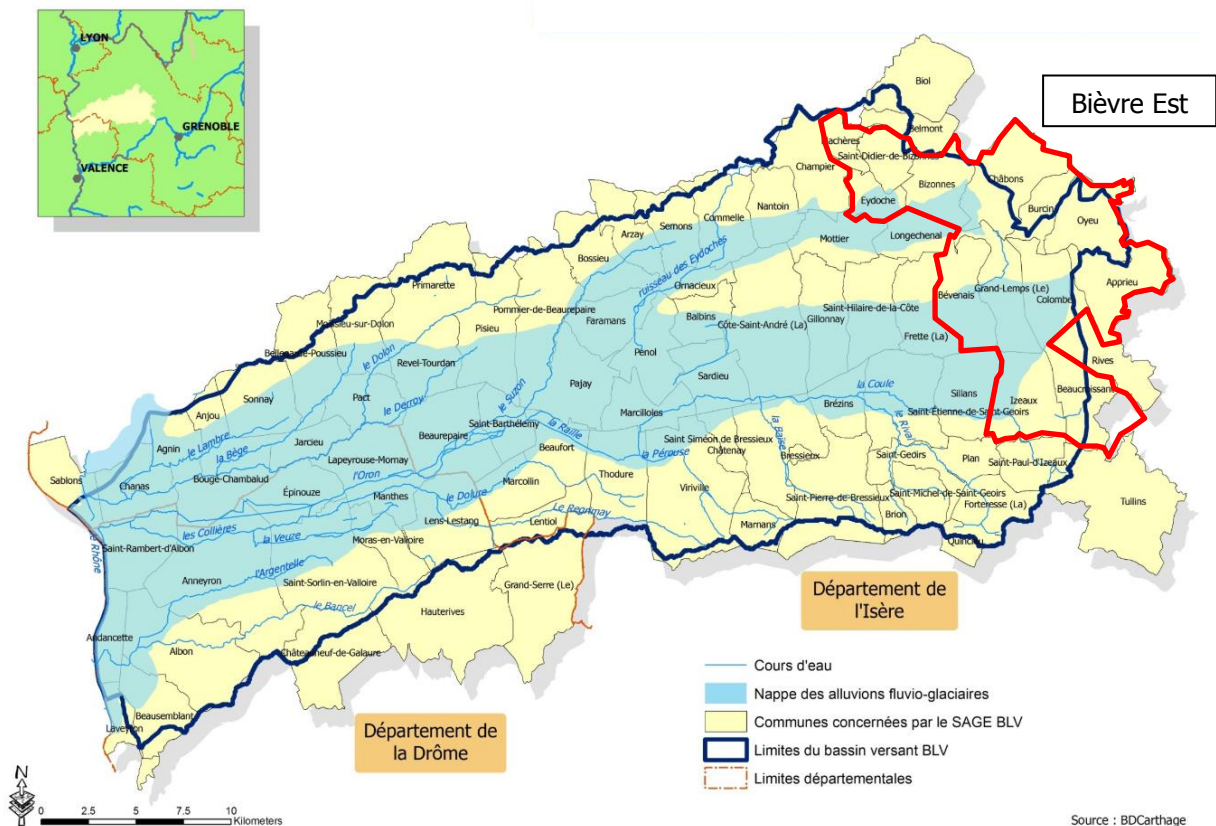 LYON
GRENOBLE
VALENCE
Bièvre Est
Biol
Belmont
Flachères
Saint-Didier-de-Bizonnes
Champier
Bizonnes
Châbons
Eydoche
Burcin
Oyeu
Nantoin
Commelle
Semons
Arzay
Mottier
Longechenal
Bossieu
ruisseau des Eydoches
Apprieu
Primarette
Ornacieux
Grand-Lemps (Le)
Bévenais
Colombe
Pommier-de-Beaurepaire
Saint-Hilaire-de-la-Côte
Faramans
Balbins
Gillonnay
Côte-Saint-André (La)
Moissieu-sur-Dolon
Pisieu
Frette (La)
Bellegarde-Poussieu
le Dolon
Revel-Tourdan
Pénol
Rives
Sardieu
la Coule
Beaucroissant
Sonnay
Pact
le Suzon
Pajay
Sillans
Izeaux
Anjou
le Derroy
Marcilloles
Brézins
Saint-Étienne-de-Saint-Geoirs
le Rival
Saint-Barthélemy
la Raille
Agnin
le Lambre
Jarcieu
Beaurepaire
la Baïse
Saint Siméon de Bressieux
Beaufort
la Pérouse
Châtenay
Bressieux
Saint-Geoirs
Plan
Saint-Paul-d'Izeaux
la Bège
Lapeyrouse-Mornay
Sablons
Chanas
Bougé-Chambalud
l'Oron
Marcollin
Thodure
Viriville
Épinouze
Manthes
le Dolure
Saint-Pierre-de-Bressieux
Saint-Michel-de-Saint-Geoirs
Tullins
Forteresse (La)
Brion
les Collières
Lens-Lestang
Lentiol
Le Regrimay
Marnans
la Veuze
Moras-en-Valloire
Quincieu
le Rhône
Saint-Rambert-d'Albon
Anneyron
l'Argentelle
Saint-Sorlin-en-Valloire
Grand-Serre (Le)
le Bancel
Hauterives
Andancette
Albon
Châteauneuf-de-Galaure
Beausemblant
Laveyron
Département de
l'Isère
Département de
la Drôme
Cours d'eau
Nappe des alluvions fluvio-glaciaires
Communes concernées par le SAGE BLV
Limites du bassin versant BLV
Limites départementales
N
0 2.5 5 7.5 10
Kilometers
Source : BDCarthage